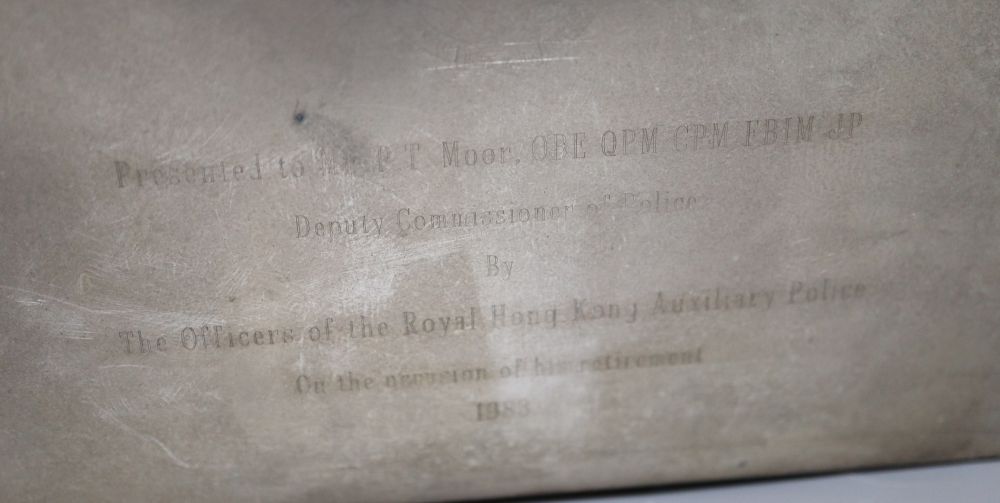 Presented to Mr. P. T. Moor, OBE QPM CPM FBIM JP
Deputy Commissioner of Police
By
The Officers of the Royal Hong Kong Auxiliary Police
On the occasion of his retirement
1983